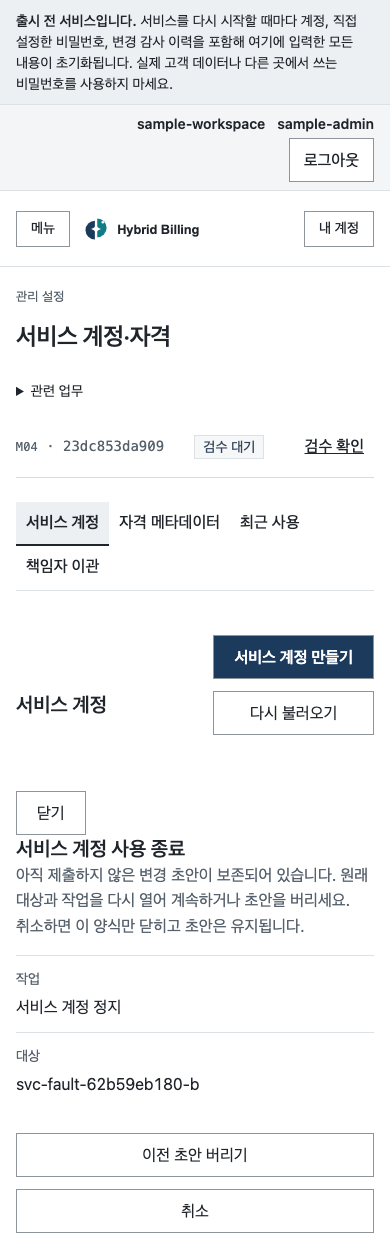 출시 전 서비스입니다. 서비스를 다시 시작할 때마다 계정, 직접
설정한 비밀번호, 변경 감사 이력을 포함해 여기에 입력한 모든
내용이 초기화됩니다. 실제 고객 데이터나 다른 곳에서 쓰는
비밀번호를 사용하지 마세요.
sample-workspace sample-admin
로그아웃
메뉴 Hybrid Billing 내 계정
관리 설정
서비스 계정·자격
▶ 관련 업무
M04 · 23dc853da909 검수 대기 검수 확인
서비스 계정 자격 메타데이터 최근 사용
책임자 이관
서비스 계정 만들기
서비스 계정 다시 불러오기
닫기
서비스 계정 사용 종료
아직 제출하지 않은 변경 초안이 보존되어 있습니다. 원래
대상과 작업을 다시 열어 계속하거나 초안을 버리세요.
취소하면 이 양식만 닫히고 초안은 유지됩니다.
작업
서비스 계정 정지
대상
svc-fault-62b59eb180-b
이전 초안 버리기
취소